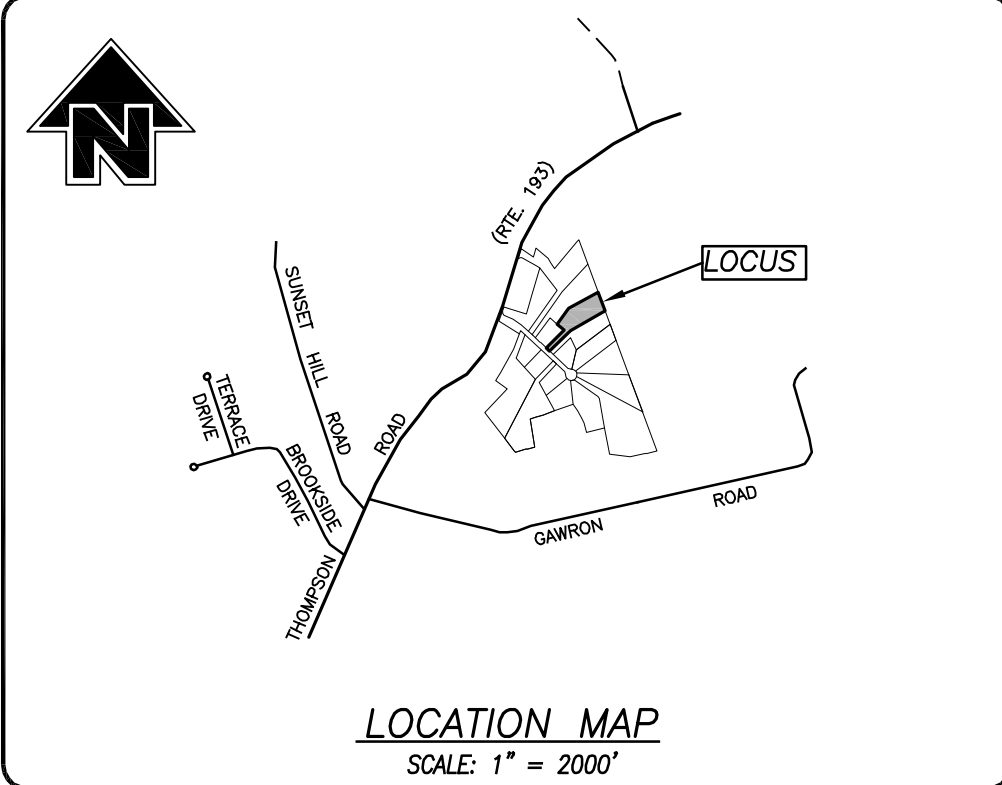 N
(RTE. 193)
LOCUS
SUNSET HILL ROAD
TERRACE
DRIVE
ROAD
BROOKSIDE
DRIVE
ROAD
GAWRON
THOMPSON
LOCATION MAP
SCALE: 1" = 2000'